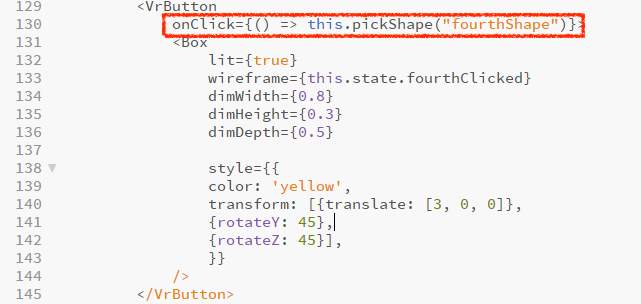 129 <VrButton
130 onClick={() => this.pickShape("fourthShape")}>
131 <Box
132 lit={true}
133 wireframe={this.state.fourthClicked}
134 dimWidth={0.8}
135 dimHeight={0.3}
136 dimDepth={0.5}
137
138 style={{
139 color: 'yellow',
140 transform: [{translate: [3, 0, 0]},
141 {rotateY: 45},
142 {rotateZ: 45}],
143 }}
144 />
145 </VrButton>